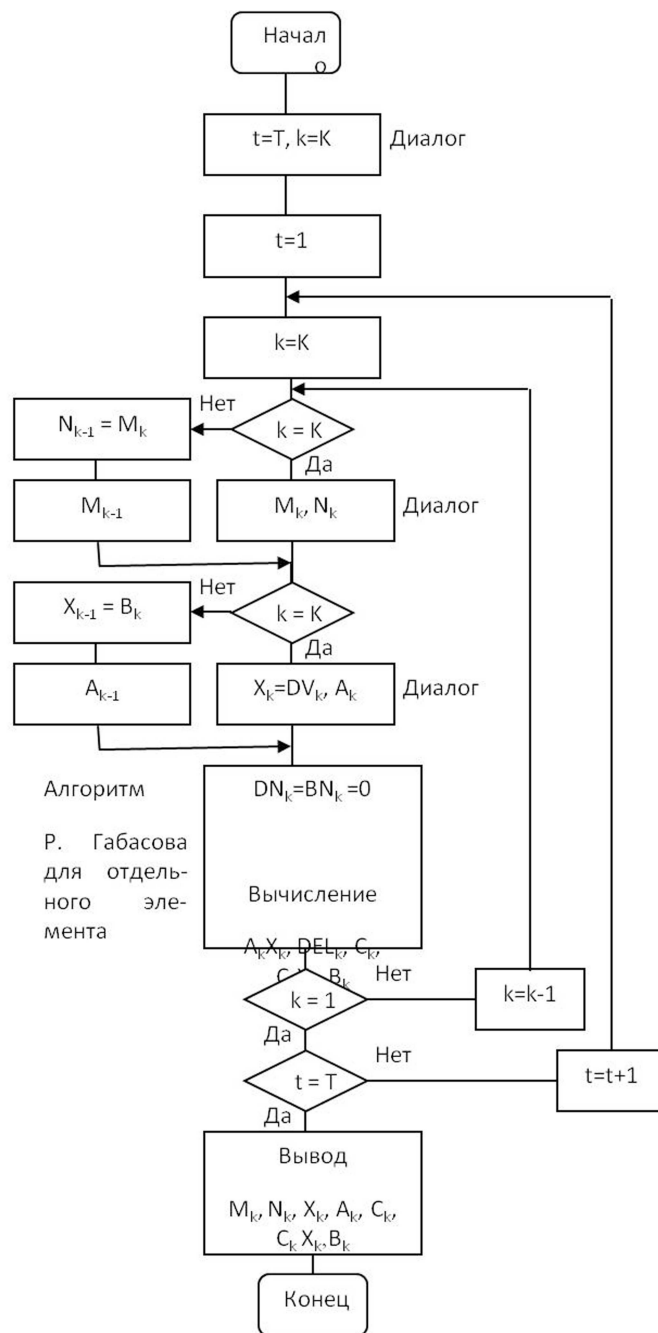 Начал
о
t=T, k=K
Диалог
t=1
k=K
Нет
N_{k-1} = M_k
k = K
Да
M_{k-1}
M_k, N_k
Диалог
Нет
X_{k-1} = B_k
k = K
Да
A_{k-1}
X_k=DV_k, A_k
Диалог
DN_k=BN_k =0
Алгоритм
Р. Габасова
для отдель-
ного эле-
мента
Вычисление
A_kX_k, DEL_k, C_k,
B_k
Нет
k = 1
k=k-1
Да
Нет
t = T
t=t+1
Да
Вывод
M_k, N_k, X_k, A_k, C_k,
C_k X_k,B_k
Конец